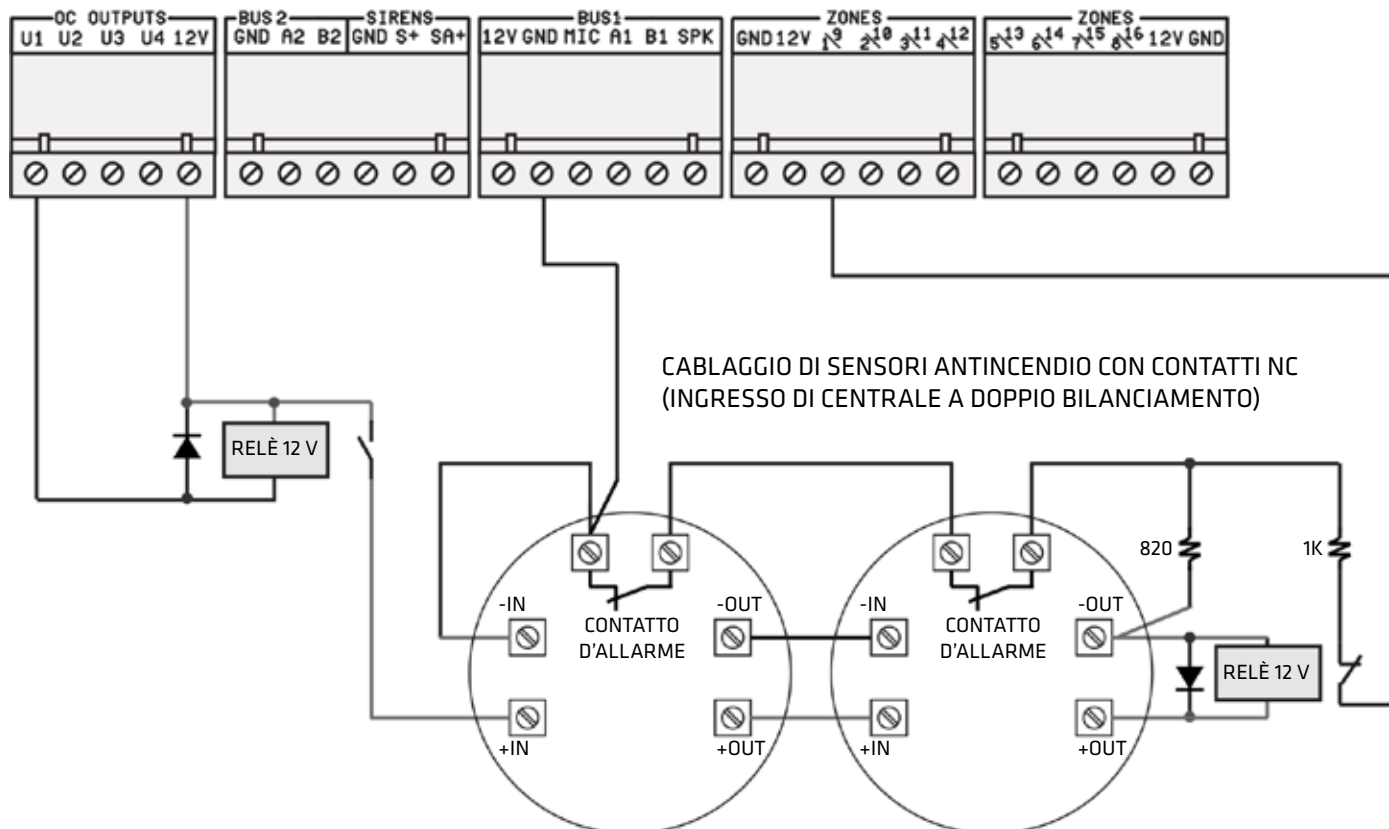 OC OUTPUTS
U1 U2 U3 U4 12V
BUS 2 SIRENS
GND A2 B2 GND S+ SA+
BUS1
12V GND MIC A1 B1 SPK
ZONES
GND 12V 1 9 2 10 3 11 4 12
ZONES
5 13 6 14 7 15 8 16 12V GND
CABLAGGIO DI SENSORI ANTINCENDIO CON CONTATTI NC
(INGRESSO DI CENTRALE A DOPPIO BILANCIAMENTO)
RELÈ 12 V
820
1K
-IN
CONTATTO
D'ALLARME
-OUT
+IN
+OUT
-IN
CONTATTO
D'ALLARME
-OUT
RELÈ 12 V
+IN
+OUT